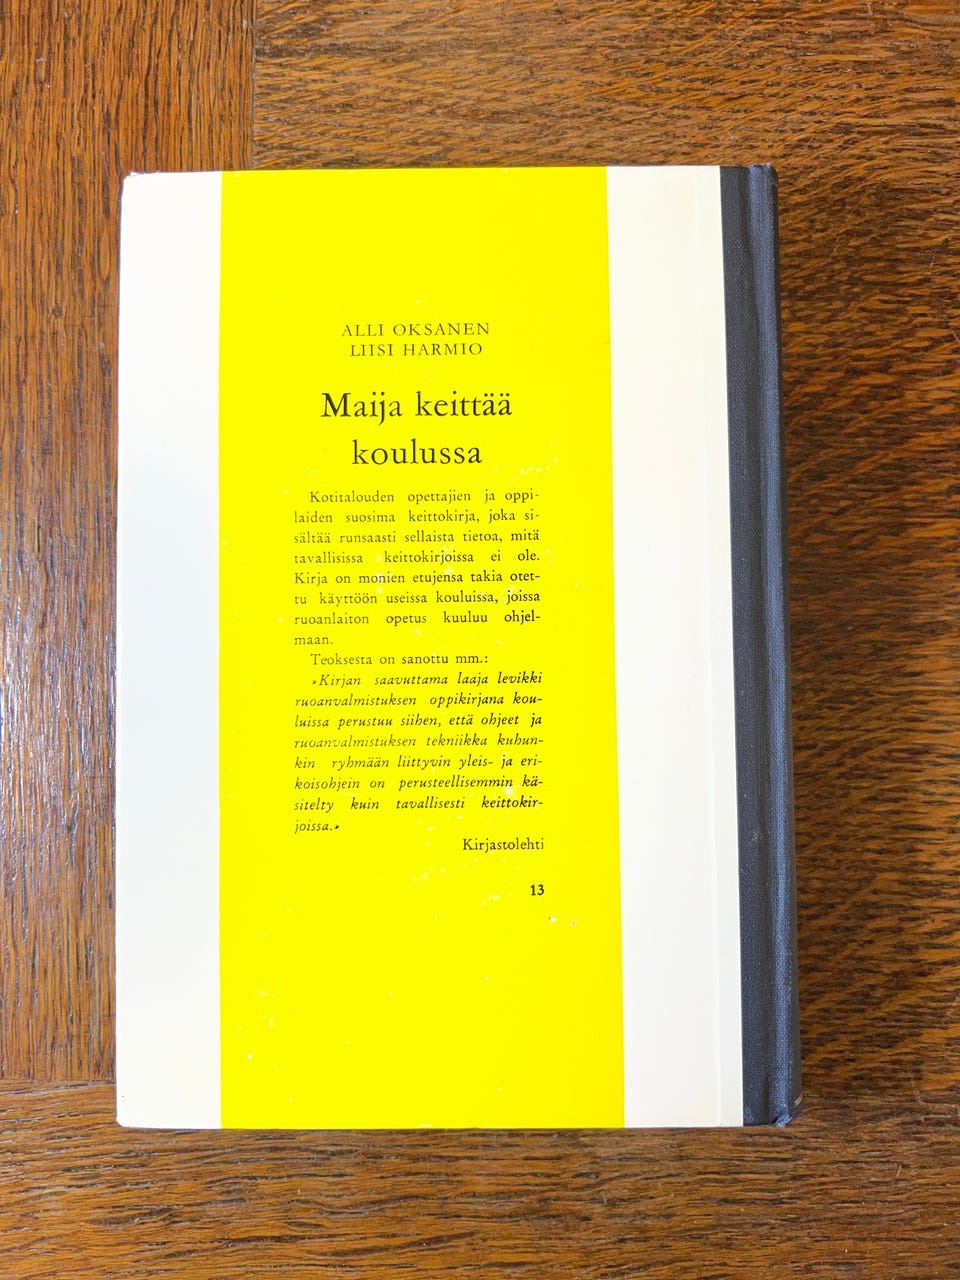 ALLI OKSANEN
LIISI HARMIO
Maija keittää
koulussa
Kotitalouden opettajien ja oppi-
laiden suosima keittokirja, joka si-
sältää runsaasti sellaista tietoa, mitä
tavallisissa keittokirjoissa ei ole.
Kirja on monien etujensa takia otet-
tu käyttöön useissa kouluissa, joissa
ruoanlaiton opetus kuuluu ohjel-
maan.
Teoksesta on sanottu mm.:
»Kirjan saavuttama laaja levikki
ruoanvalmistuksen oppikirjana kou-
luissa perustuu siihen, että ohjeet ja
ruoanvalmistuksen tekniikka kuhun-
kin ryhmään liittyvin yleis- ja eri-
koisohjein on perusteellisemmin kä-
sitelty kuin tavallisesti keittokir-
joissa.»
Kirjastolehti
13